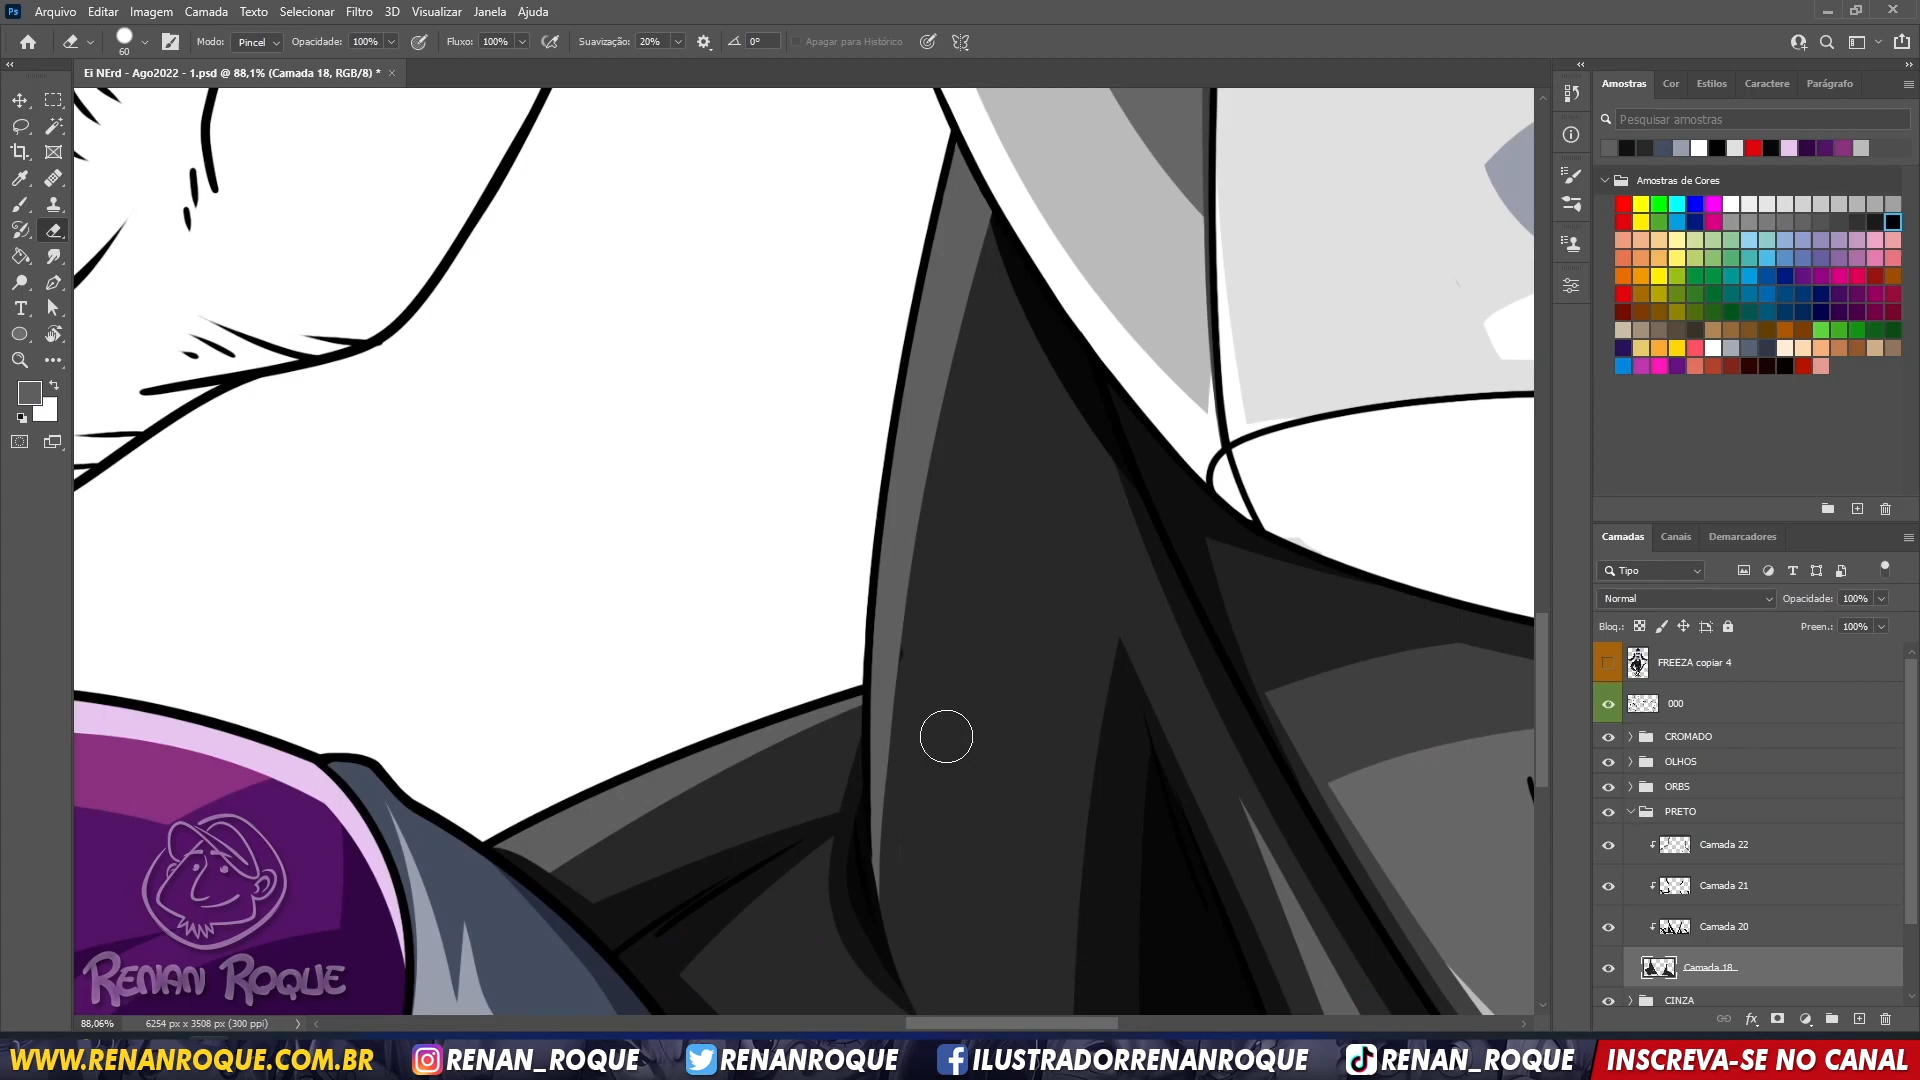 Ps Arquivo Editar Imagem Camada Texto Selecionar Filtro 3D Visualizar Janela Ajuda
60 Modo: Pincel Opacidade: 100% Fluxo: 100% Suavização: 20% 0° Apagar para Histórico
Ei NErd - Ago2022 - 1.psd @ 88,1% (Camada 18, RGB/8) *
Amostras Cor Estilos Caractere Parágrafo
Pesquisar amostras
Amostras de Cores
Camadas Canais Demarcadores
Tipo
Normal Opacidade: 100%
Bloq.: Preen.: 100%
FREEZA copiar 4
000
CROMADO
OLHOS
ORBS
PRETO
Camada 22
Camada 21
Camada 20
Camada 18
CINZA
RENAN ROQUE
88,06% 6254 px x 3508 px (300 ppi)
WWW.RENANROQUE.COM.BR RENAN_ROQUE RENANROQUE ILUSTRADORRENANROQUE RENAN_ROQUE INSCREVA-SE NO CANAL